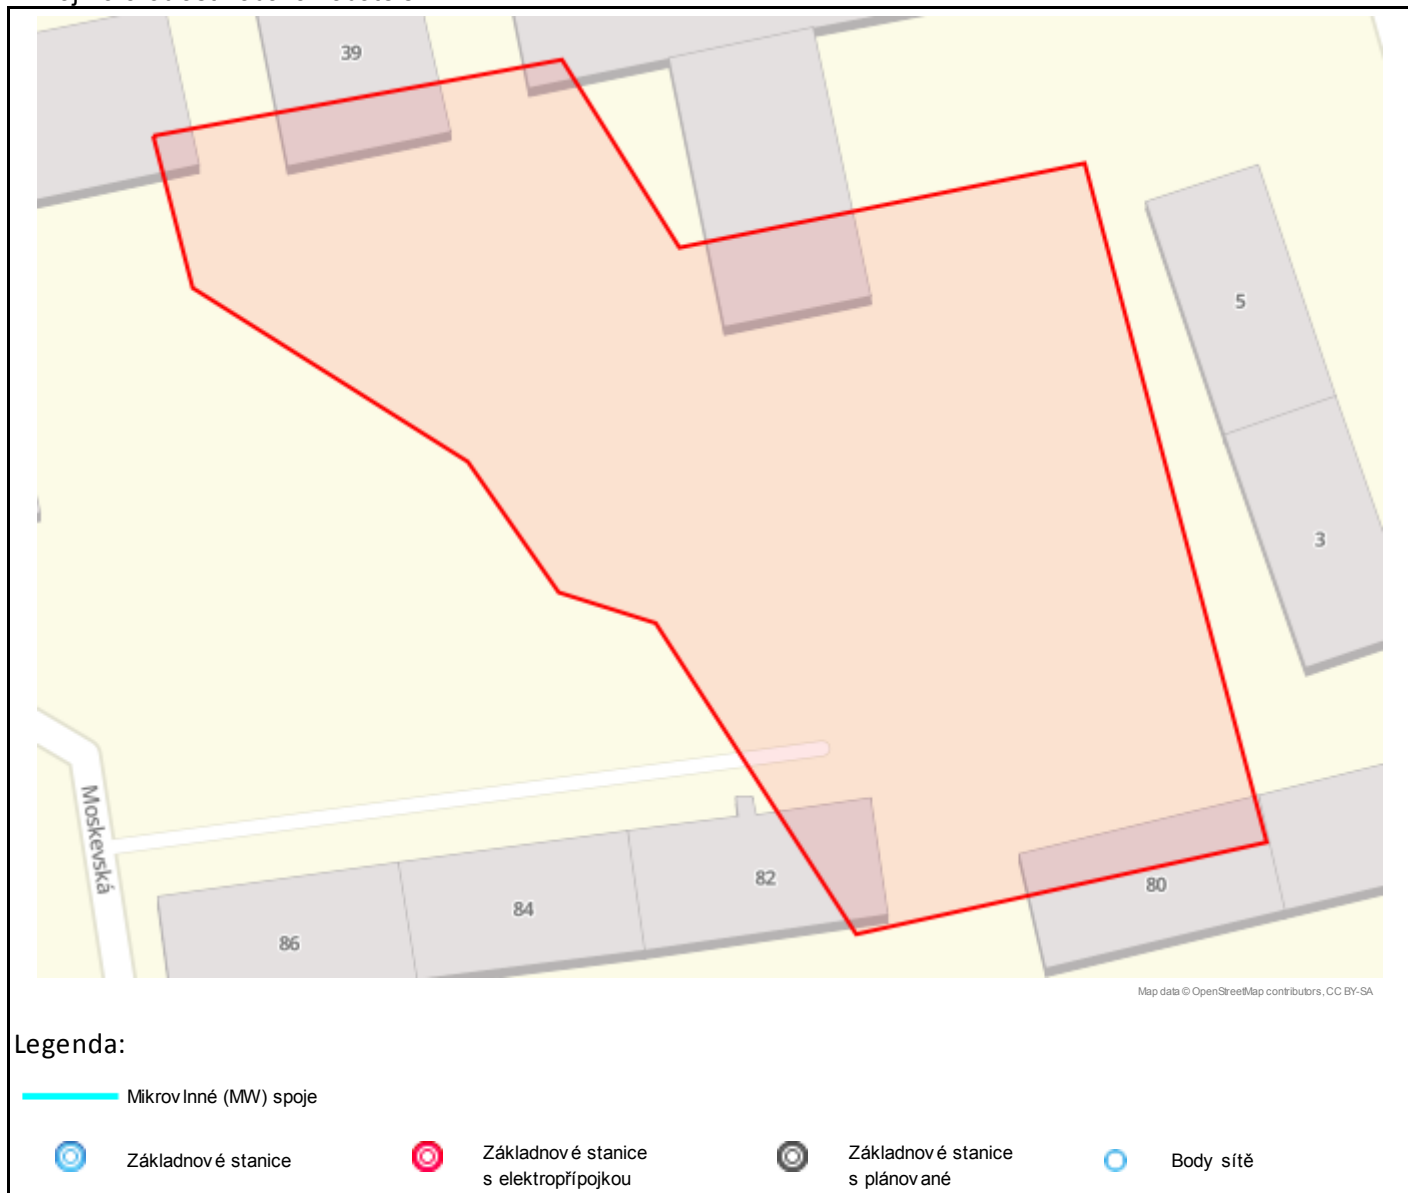 39
5
3
Moskevská
82
80
84
86
Map data © OpenStreetMap contributors, CC BY-SA
Legenda:
Mikrovlnné (MW) spoje
Základnové stanice
Základnové stanice
s elektropřípojkou
Základnové stanice
s plánované
Body sítě